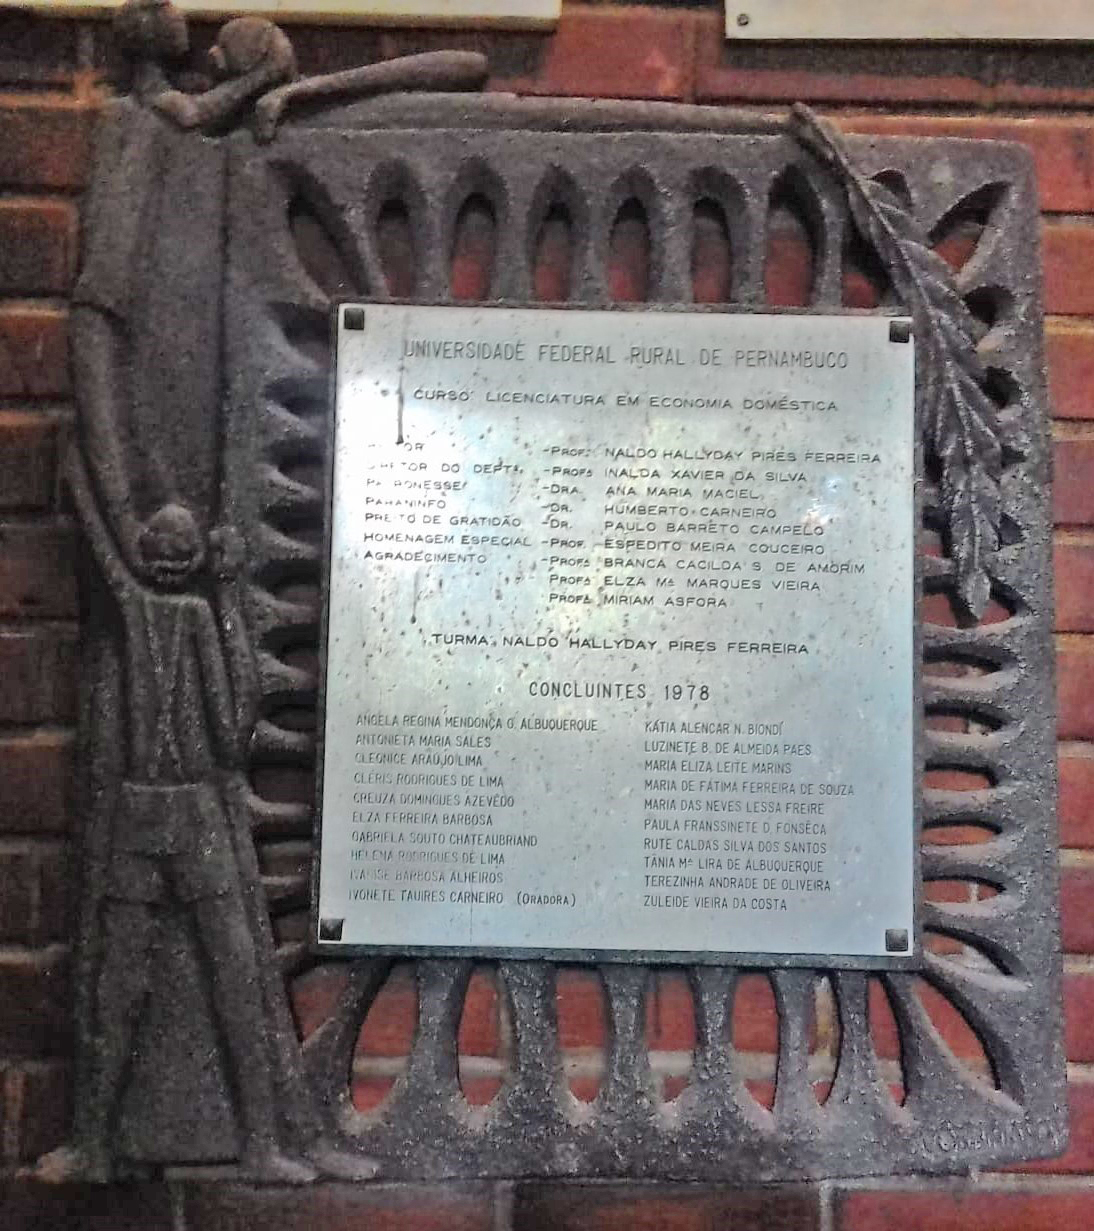 UNIVERSIDADE FEDERAL RURAL DE PERNAMBUCO
CURSO: LICENCIATURA EM ECONOMIA DOMÉSTICA
-PROFº NALDO HALLYDAY PIRES FERREIRA
DO DEPTº. -PROFª INALDA XAVIER DA SILVA
-DRA. ANA MARIA MACIEL
PARANINFO -DR. HUMBERTO CARNEIRO
PREITO DE GRATIDÃO -DR. PAULO BARRETO CAMPELO
HOMENAGEM ESPECIAL -PROF. ESPEDITO MEIRA COUCEIRO
AGRADECIMENTO -PROFª BRANCA CACILDA S. DE AMORIM
PROFª ELZA Mª MARQUES VIEIRA
PROFª MIRIAM ASFORA
TURMA: NALDO HALLYDAY PIRES FERREIRA
CONCLUINTES 1978
ANGELA REGINA MENDONÇA G. ALBUQUERQUE
ANTONIETA MARIA SALES
CLEONICE ARAÚJO LIMA
CLÉRIS RODRIGUES DE LIMA
CREUZA DOMINGUES AZEVÊDO
ELZA FERREIRA BARBOSA
GABRIELA SOUTO CHATEAUBRIAND
HELENA RODRIGUES DE LIMA
BARBOSA ALHEIROS
IVONETE TAUIRES CARNEIRO (ORADORA)
KÁTIA ALENCAR N. BIONDÍ
LUZINETE B. DE ALMEIDA PAES
MARIA ELIZA LEITE MARINS
MARIA DE FÁTIMA FERREIRA DE SOUZA
MARIA DAS NEVES LESSA FREIRE
PAULA FRANSSINETE D. FONSÊCA
RUTE CALDAS SILVA DOS SANTOS
TÂNIA Mª LIRA DE ALBUQUERQUE
TEREZINHA ANDRADE DE OLIVEIRA
ZULEIDE VIEIRA DA COSTA